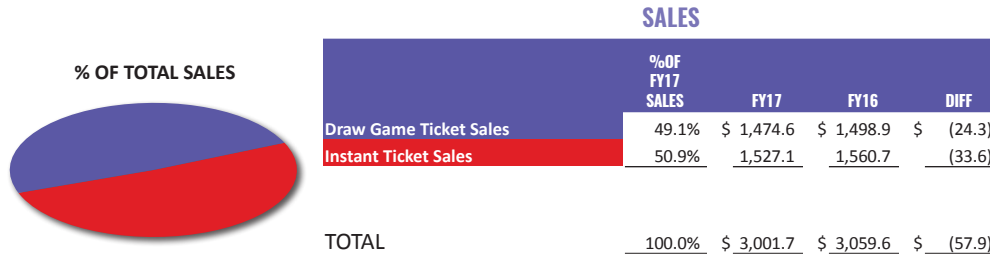 SALES
% OF TOTAL SALES
%OF
FY17
SALES FY17 FY16 DIFF
Draw Game Ticket Sales 49.1% $ 1,474.6 $ 1,498.9 $ (24.3)
Instant Ticket Sales 50.9% 1,527.1 1,560.7 (33.6)
TOTAL 100.0% $ 3,001.7 $ 3,059.6 $ (57.9)